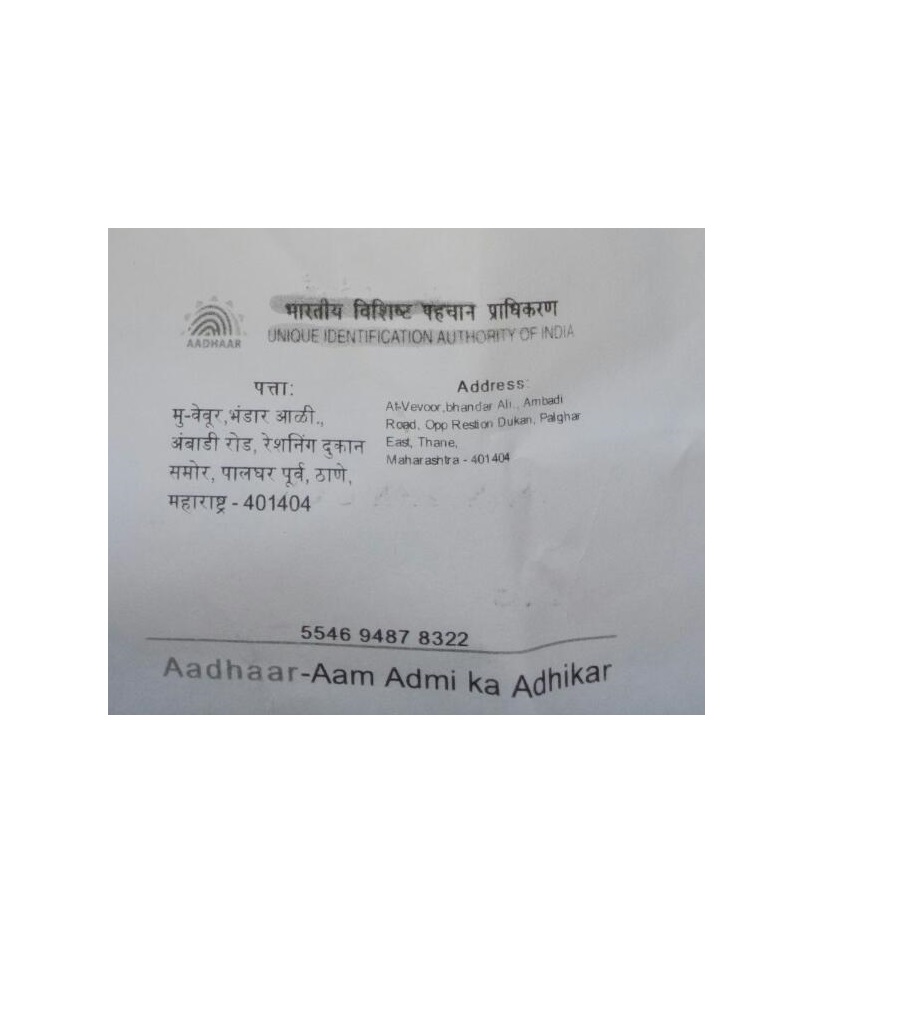 भारतीय विशिष्ट पहचान प्राधिकरण
AADHAAR
UNIQUE IDENTIFICATION AUTHORITY OF INDIA
पत्ता:
मु-वेवूर,भंडार आळी.,
अंबाडी रोड, रेशनिंग दुकान
समोर, पालघर पूर्व, ठाणे,
महाराष्ट्र - 401404
Address:
At-Vevoor,bhandar Ali., Ambadi
Road, Opp Restion Dukan, Palghar
East, Thane,
Maharashtra - 401404
5546 9487 8322
Aadhaar-Aam Admi ka Adhikar